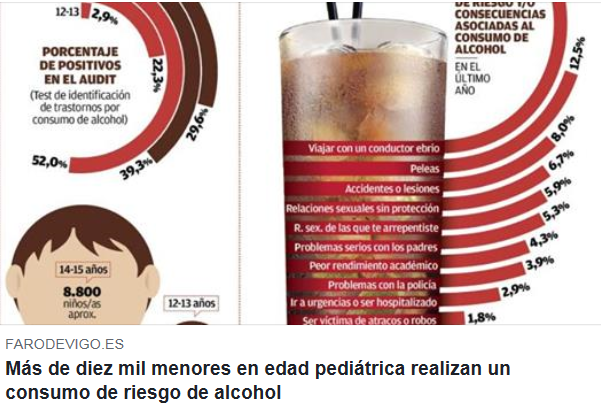 12-13
2,9%
PORCENTAJE
DE POSITIVOS
EN EL AUDIT
(Test de identificación
de trastornos por
consumo de alcohol)
22,3%
29,6%
52,0%
39,3%
14-15 años
8.800
niños/as
aprox.
12-13 años
DE RIESGO Y/O
CONSECUENCIAS
ASOCIADAS AL
CONSUMO DE
ALCOHOL
EN EL
ÚLTIMO
AÑO
Viajar con un conductor ebrio
12,5%
Peleas
8,0%
Accidentes o lesiones
6,7%
Relaciones sexuales sin protección
5,9%
R. sex. de las que te arrepentiste
5,3%
Problemas serios con los padres
4,3%
Peor rendimiento académico
3,9%
Problemas con la policía
2,9%
Ir a urgencias o ser hospitalizado
1,8%
Ser víctima de atracos o robos
FARODEVIGO.ES
Más de diez mil menores en edad pediátrica realizan un
consumo de riesgo de alcohol